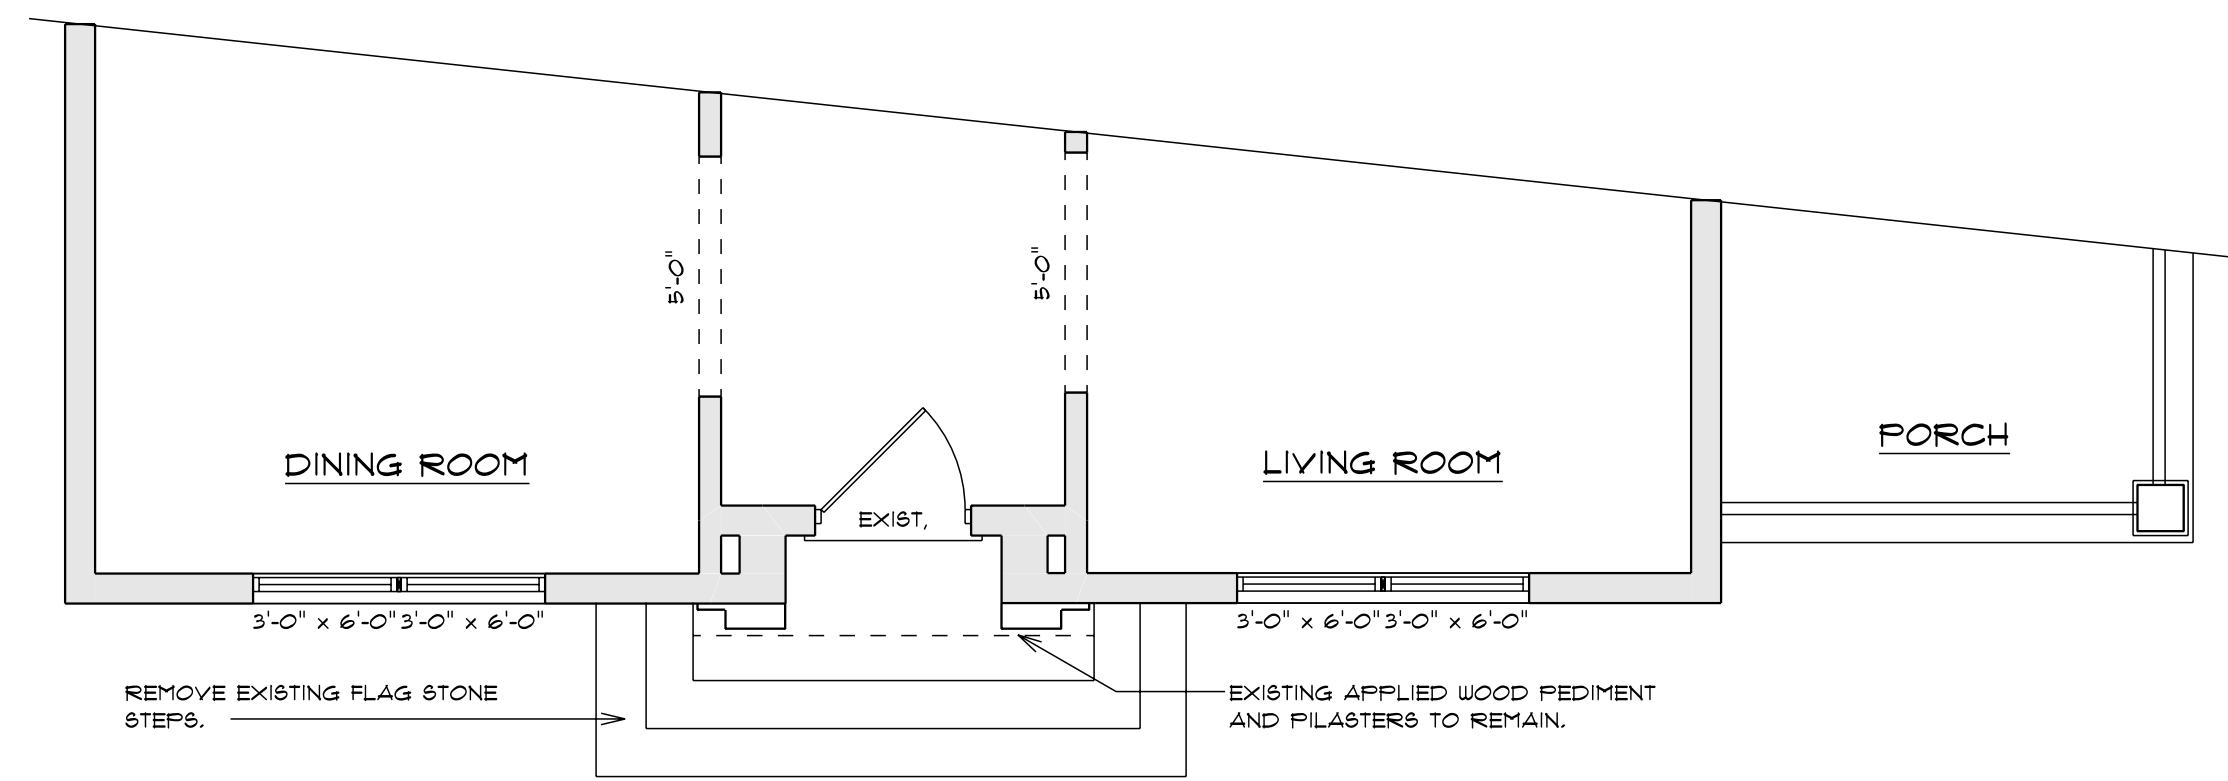 5'-0"
5'-0"
PORCH
DINING ROOM
LIVING ROOM
EXIST,
3'-0" x 6'-0" 3'-0" x 6'-0"
3'-0" x 6'-0" 3'-0" x 6'-0"
REMOVE EXISTING FLAG STONE
STEPS.
EXISTING APPLIED WOOD PEDIMENT
AND PILASTERS TO REMAIN.